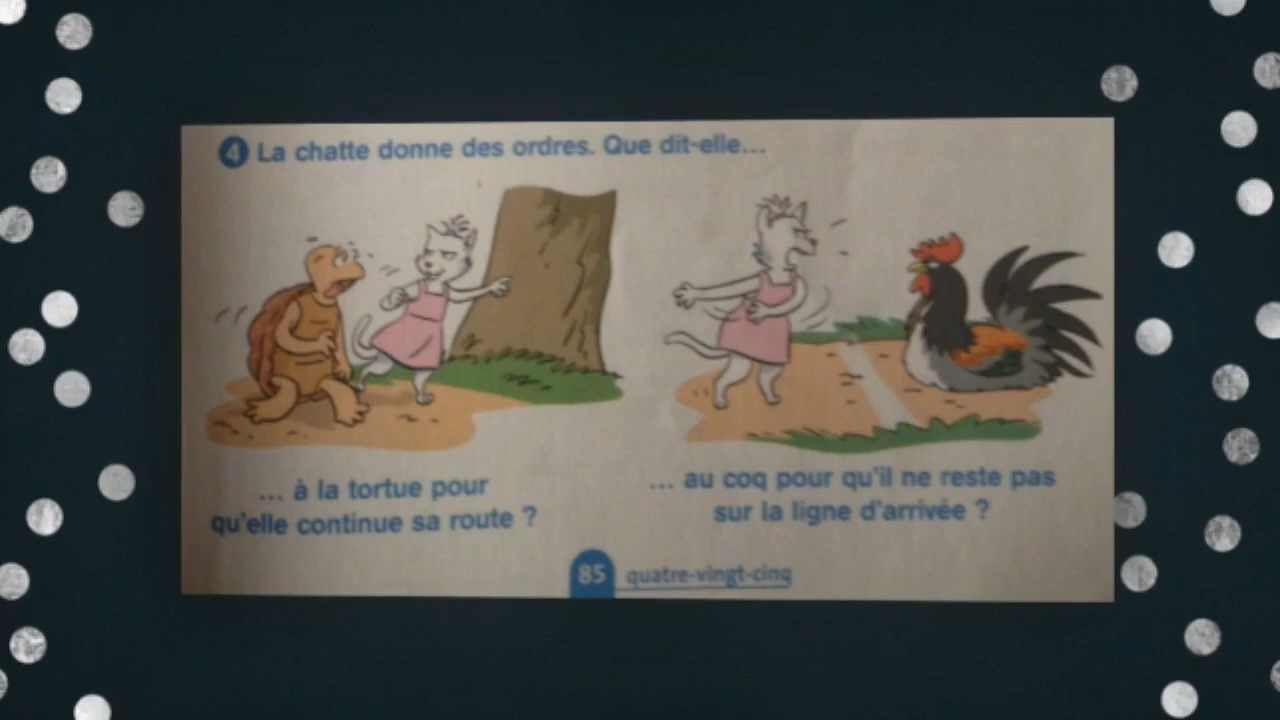 4 La chatte donne des ordres. Que dit-elle...
... à la tortue pour
qu'elle continue sa route ?
... au coq pour qu'il ne reste pas
sur la ligne d'arrivée ?
85 quatre-vingt-cinq